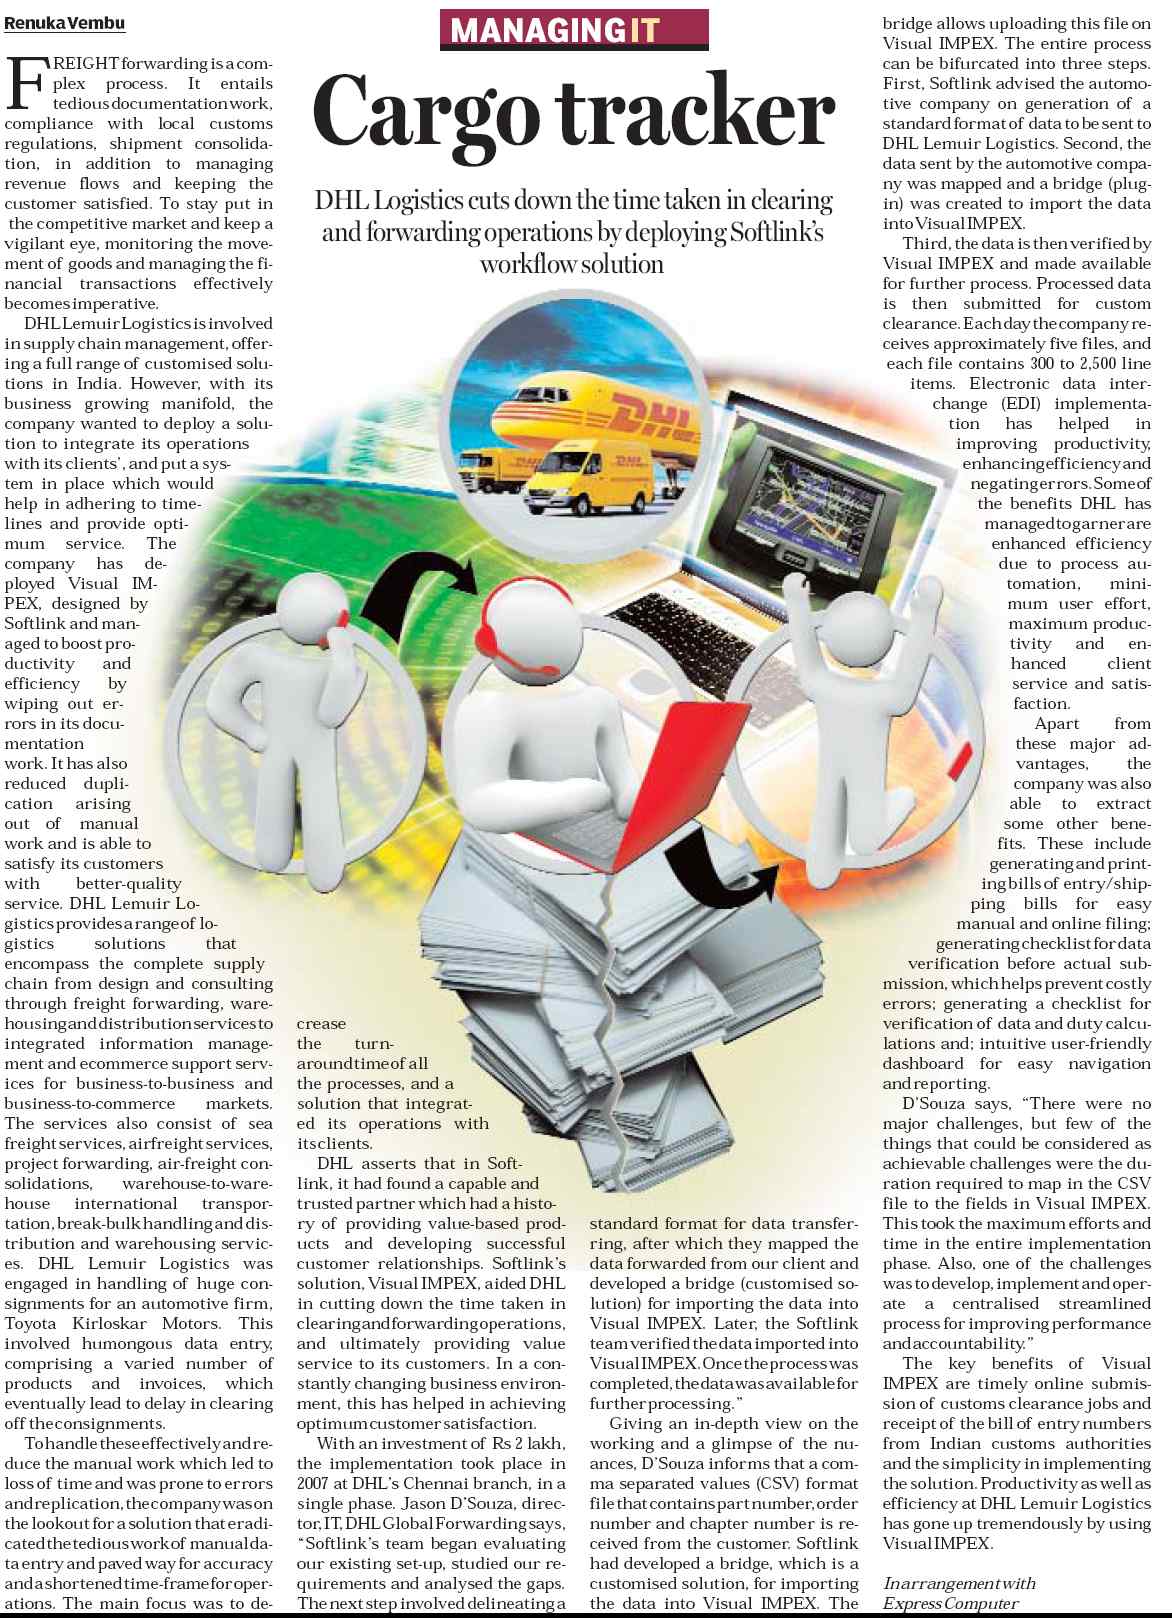 Renuka Vembu
MANAGING IT
Cargo tracker
DHL Logistics cuts down the time taken in clearing
and forwarding operations by deploying Softlink's
workflow solution
FREIGHT forwarding is a com-
plex process. It entails
tedious documentation work,
compliance with local customs
regulations, shipment consolida-
tion, in addition to managing
revenue flows and keeping the
customer satisfied. To stay put in
the competitive market and keep a
vigilant eye, monitoring the move-
ment of goods and managing the fi-
nancial transactions effectively
becomes imperative.
DHL Lemuir Logistics is involved
in supply chain management, offer-
ing a full range of customised solu-
tions in India. However, with its
business growing manifold, the
company wanted to deploy a solu-
tion to integrate its operations
with its clients', and put a sys-
tem in place which would
help in adhering to time-
lines and provide opti-
mum service. The
company has de-
ployed Visual IM-
PEX, designed by
Softlink and man-
aged to boost pro-
ductivity and
efficiency by
wiping out er-
rors in its docu-
mentation
work. It has also
reduced dupli-
cation arising
out of manual
work and is able to
satisfy its customers
with better-quality
service. DHL Lemuir Lo-
gistics provides a range of lo-
gistics solutions that
encompass the complete supply
chain from design and consulting
through freight forwarding, ware-
housing and distribution services to
integrated information manage-
ment and ecommerce support serv-
ices for business-to-business and
business-to-commerce markets.
The services also consist of sea
freight services, airfreight services,
project forwarding, air-freight con-
solidations, warehouse-to-ware-
house international transpor-
tation, break-bulk handling and dis-
tribution and warehousing servic-
es. DHL Lemuir Logistics was
engaged in handling of huge con-
signments for an automotive firm,
Toyota Kirloskar Motors. This
involved humongous data entry,
comprising a varied number of
products and invoices, which
eventually lead to delay in clearing
off the consignments.
To handle these effectively and re-
duce the manual work which led to
loss of time and was prone to errors
and replication, the company was on
the lookout for a solution that eradi-
cated the tedious work of manual da-
ta entry and paved way for accuracy
and a shortened time-frame for oper-
ations. The main focus was to de-
crease
the turn-
around time of all
the processes, and a
solution that integrat-
ed its operations with
its clients.
DHL asserts that in Soft-
link, it had found a capable and
trusted partner which had a histo-
ry of providing value-based prod-
ucts and developing successful
customer relationships. Softlink's
solution, Visual IMPEX, aided DHL
in cutting down the time taken in
clearing and forwarding operations,
and ultimately providing value
service to its customers. In a con-
stantly changing business environ-
ment, this has helped in achieving
optimum customer satisfaction.
With an investment of Rs 2 lakh,
the implementation took place in
2007 at DHL's Chennai branch, in a
single phase. Jason D'Souza, direc-
tor, IT, DHL Global Forwarding says,
"Softlink's team began evaluating
our existing set-up, studied our re-
quirements and analysed the gaps.
The next step involved delineating a
standard format for data transfer-
ring, after which they mapped the
data forwarded from our client and
developed a bridge (customised so-
lution) for importing the data into
Visual IMPEX. Later, the Softlink
team verified the data imported into
Visual IMPEX. Once the process was
completed, the data was available for
further processing."
Giving an in-depth view on the
working and a glimpse of the nu-
ances, D'Souza informs that a com-
ma separated values (CSV) format
file that contains part number, order
number and chapter number is re-
ceived from the customer. Softlink
had developed a bridge, which is a
customised solution, for importing
the data into Visual IMPEX. The
bridge allows uploading this file on
Visual IMPEX. The entire process
can be bifurcated into three steps.
First, Softlink advised the automo-
tive company on generation of a
standard format of data to be sent to
DHL Lemuir Logistics. Second, the
data sent by the automotive compa-
ny was mapped and a bridge (plug-
in) was created to import the data
into Visual IMPEX.
Third, the data is then verified by
Visual IMPEX and made available
for further process. Processed data
is then submitted for custom
clearance. Each day the company re-
ceives approximately five files, and
each file contains 300 to 2,500 line
items. Electronic data inter-
change (EDI) implementa-
tion has helped in
improving productivity,
enhancing efficiency and
negating errors. Some of
the benefits DHL has
managed to garner are
enhanced efficiency
due to process au-
tomation, mini-
mum user effort,
maximum produc-
tivity and en-
hanced client
service and satis-
faction.
Apart from
these major ad-
vantages, the
company was also
able to extract
some other bene-
fits. These include
generating and print-
ing bills of entry/ship-
ping bills for easy
manual and online filing;
generating checklist for data
verification before actual sub-
mission, which helps prevent costly
errors; generating a checklist for
verification of data and duty calcu-
lations and; intuitive user-friendly
dashboard for easy navigation
and reporting.
D'Souza says, "There were no
major challenges, but few of the
things that could be considered as
achievable challenges were the du-
ration required to map in the CSV
file to the fields in Visual IMPEX.
This took the maximum efforts and
time in the entire implementation
phase. Also, one of the challenges
was to develop, implement and oper-
ate a centralised streamlined
process for improving performance
and accountability."
The key benefits of Visual
IMPEX are timely online submis-
sion of customs clearance jobs and
receipt of the bill of entry numbers
from Indian customs authorities
and the simplicity in implementing
the solution. Productivity as well as
efficiency at DHL Lemuir Logistics
has gone up tremendously by using
Visual IMPEX.
In arrangement with
Express Computer
DHL